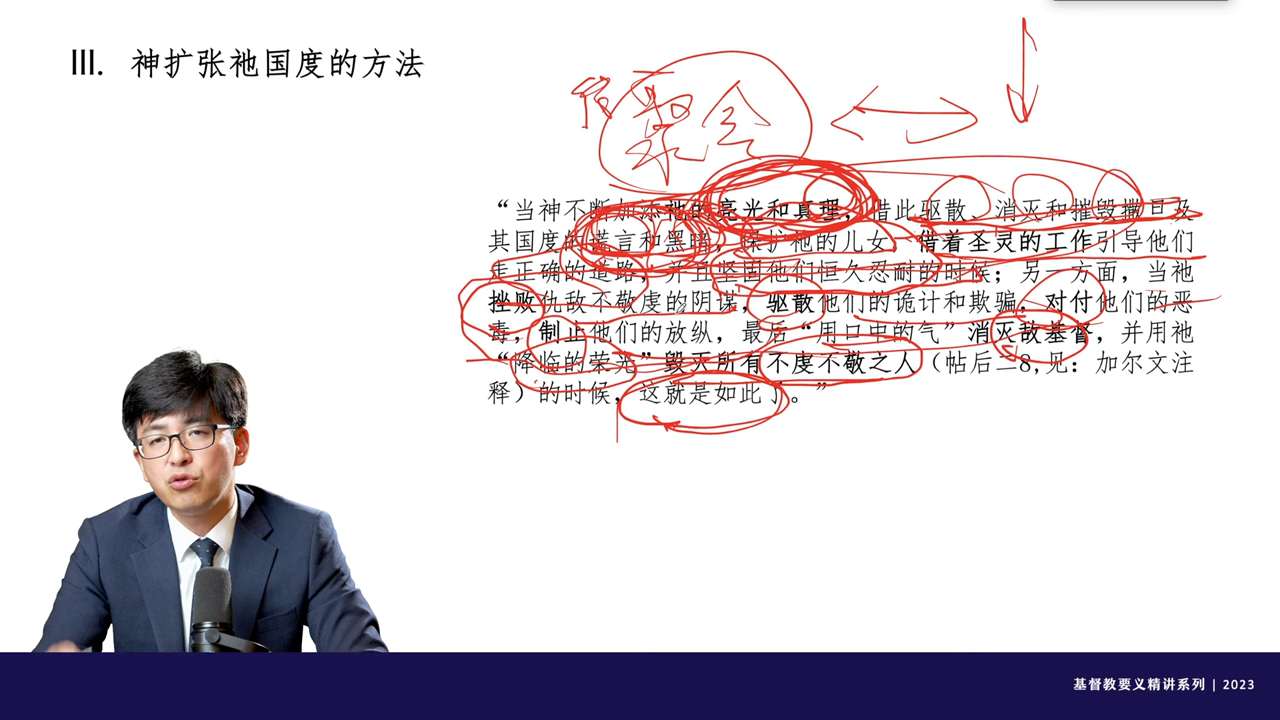 III. 神扩张祂国度的方法
聚会
“当神不断加添祂的亮光和真理，借此驱散、消灭和摧毁撒旦及
其国度的谎言和黑暗，保护祂的儿女，借着圣灵的工作引导他们
走正确的道路，并且坚固他们恒久忍耐的时候；另一方面，当祂
挫败仇敌不敬虔的阴谋，驱散他们的诡计和欺骗，对付他们的恶
毒，制止他们的放纵，最后“用口中的气”消灭敌基督，并用祂
“降临的荣光”毁灭所有不虔不敬之人（帖后二8,见：加尔文注
释）的时候，这就是如此了。”
基督教要义精讲系列 | 2023